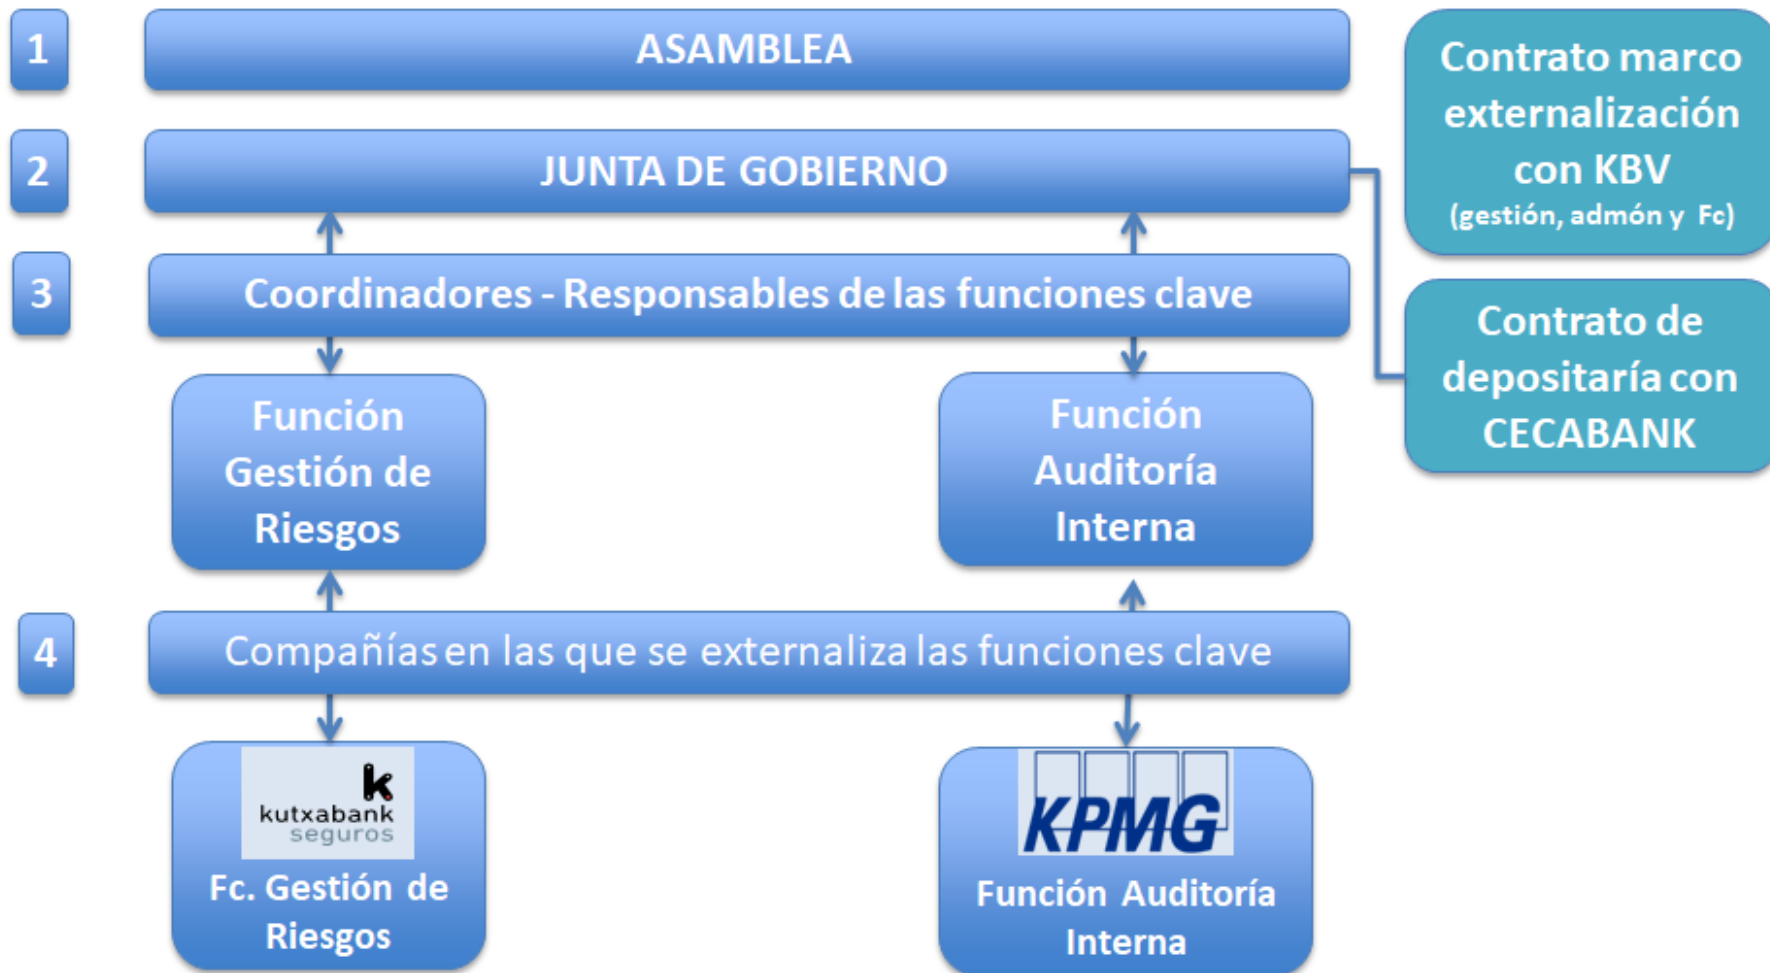 1
ASAMBLEA
2
JUNTA DE GOBIERNO
3
Coordinadores - Responsables de las funciones clave
Función
Gestión de
Riesgos
Función
Auditoría
Interna
4
Compañías en las que se externaliza las funciones clave
k
kutxabank
seguros
Fc. Gestión de
Riesgos
KPMG
Función Auditoría
Interna
Contrato marco
externalización
con KBV
(gestión, admón y Fc)
Contrato de
depositaría con
CECABANK